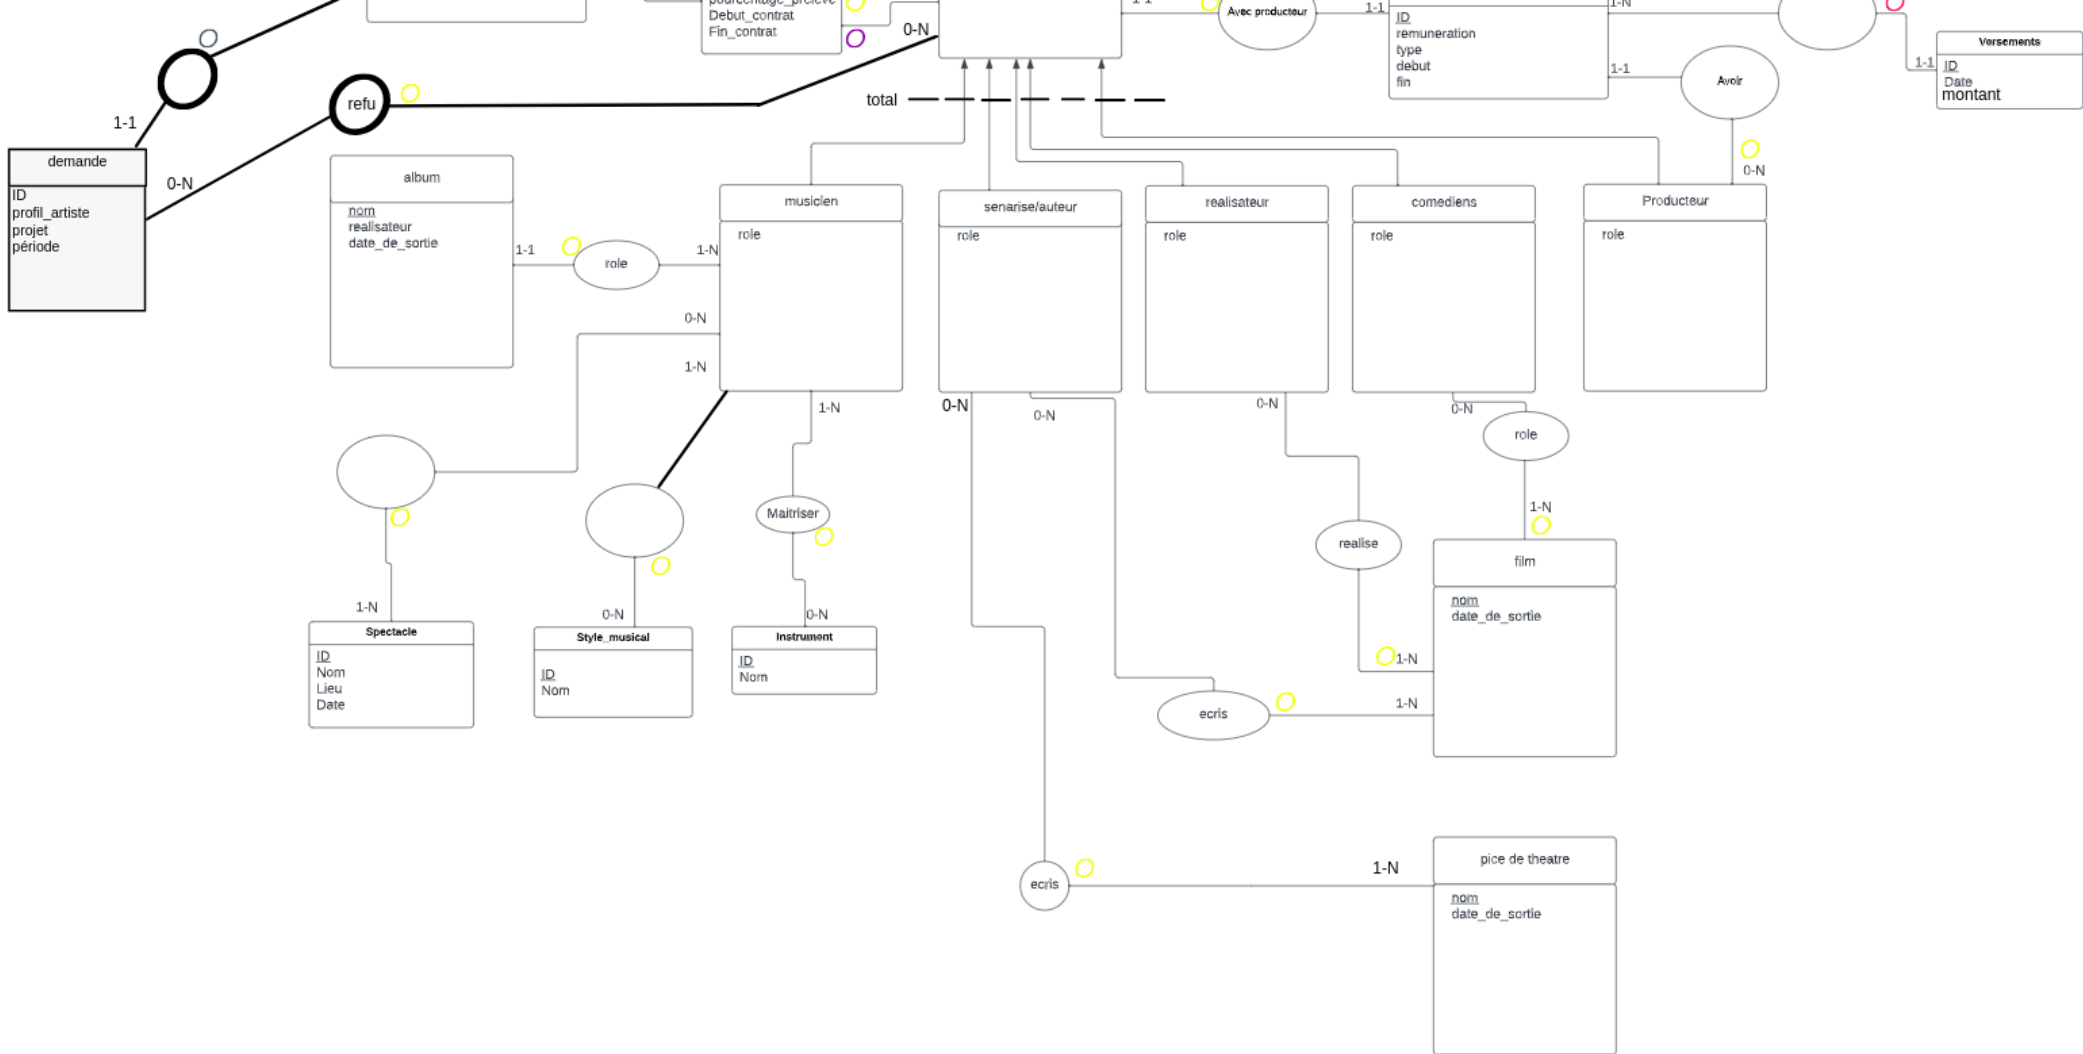 pourcentage_preleve
Debut_contrat
Fin_contrat
0-N
1-1
Avec producteur
1-1
ID
remuneration
type
debut
fin
1-N
1-1
Versements
ID
Date
montant
1-1
Avoir
0-N
total
refu
1-1
demande
0-N
ID
profil_artiste
projet
période
album
nom
realisateur
date_de_sortie
1-1
role
1-N
musicien
role
senarise/auteur
role
realisateur
role
comediens
role
Producteur
role
0-N
1-N
1-N
0-N
0-N
0-N
0-N
role
Maitriser
1-N
realise
film
nom
date_de_sortie
1-N
0-N
0-N
Spectacle
ID
Nom
Lieu
Date
Style_musical
ID
Nom
Instrument
ID
Nom
1-N
ecris
1-N
ecris
1-N
pice de theatre
nom
date_de_sortie